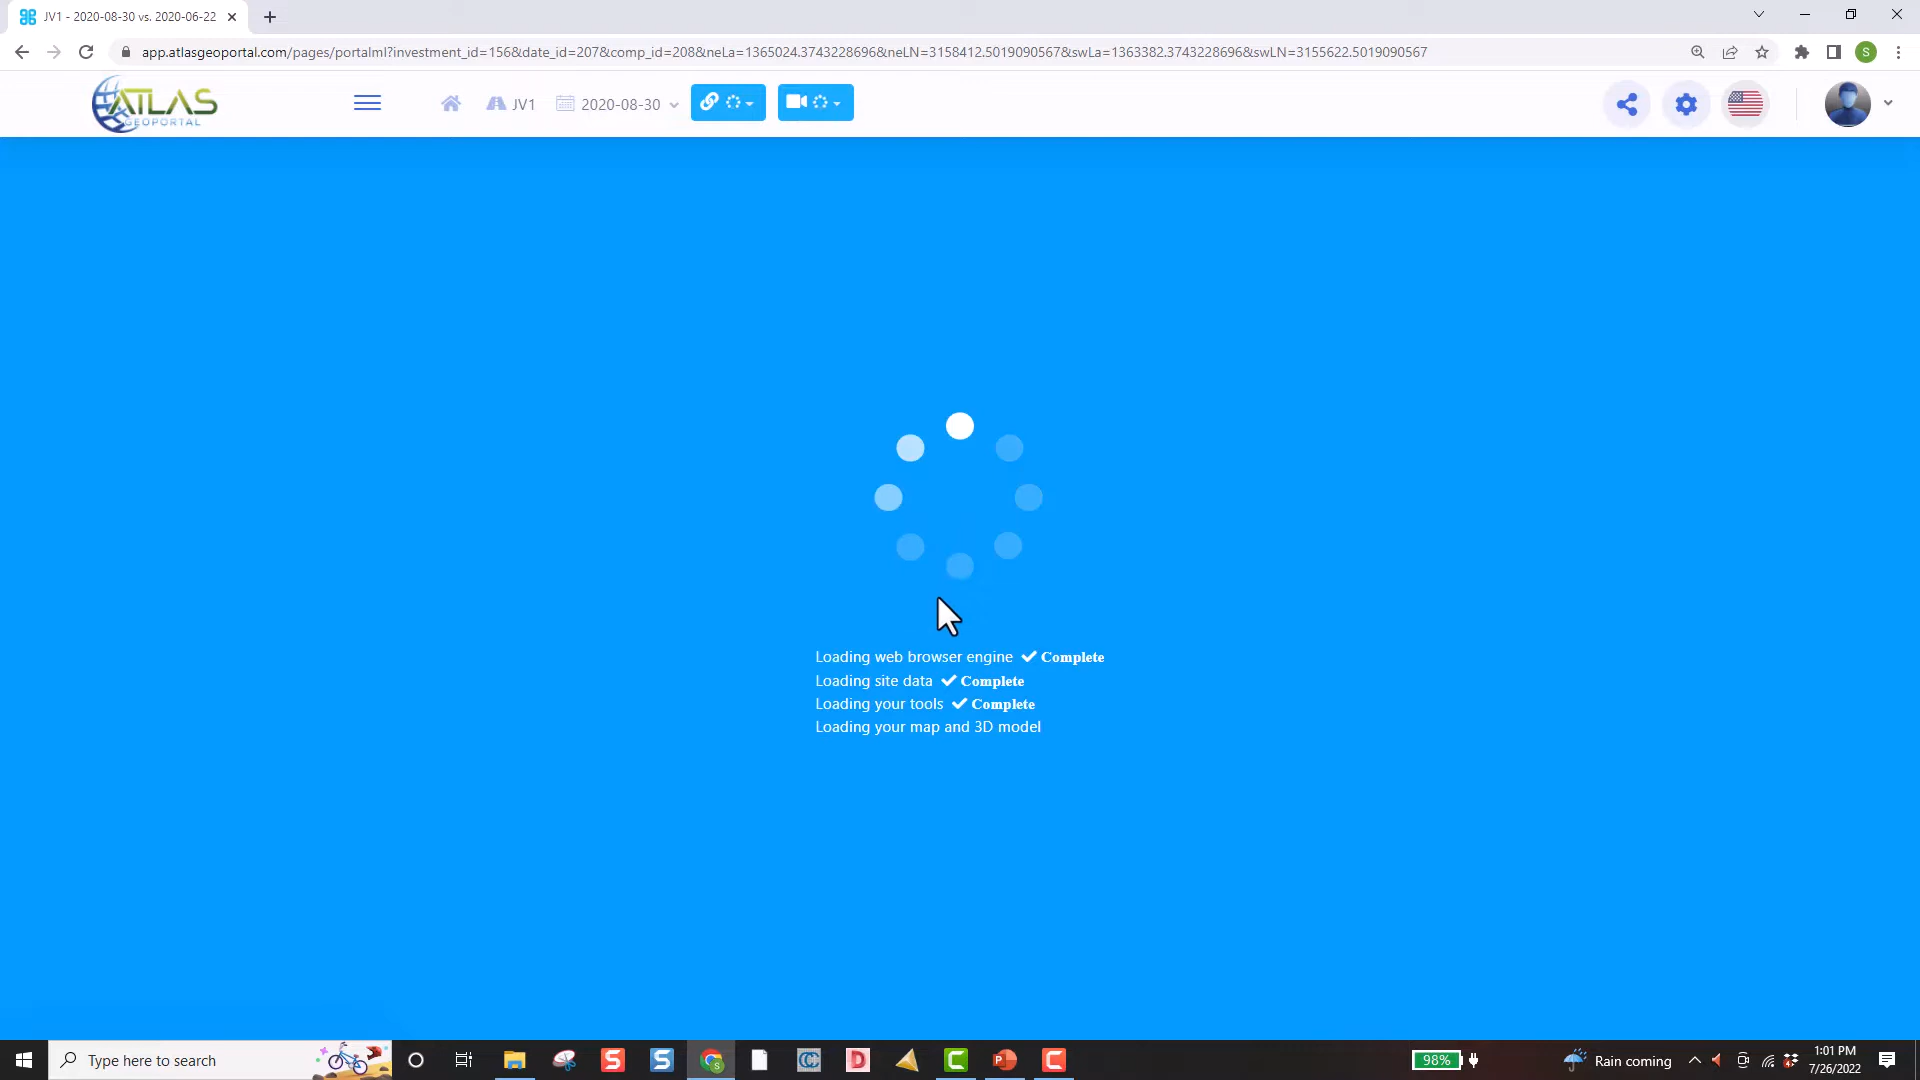 JV1 - 2020-08-30 vs. 2020-06-22
app.atlasgeoportal.com/pages/portalml?investment_id=156&date_id=207&comp_id=208&neLa=1365024.3743228696&neLN=3158412.5019090567&swLa=1363382.3743228696&swLN=3155622.5019090567
S
ATLAS
GEOPORTAL
JV1
2020-08-30
Loading web browser engine Complete
Loading site data Complete
Loading your tools Complete
Loading your map and 3D model
Type here to search
S
S
S
CC
D
C
P
C
98%
Rain coming
1:01 PM
7/26/2022